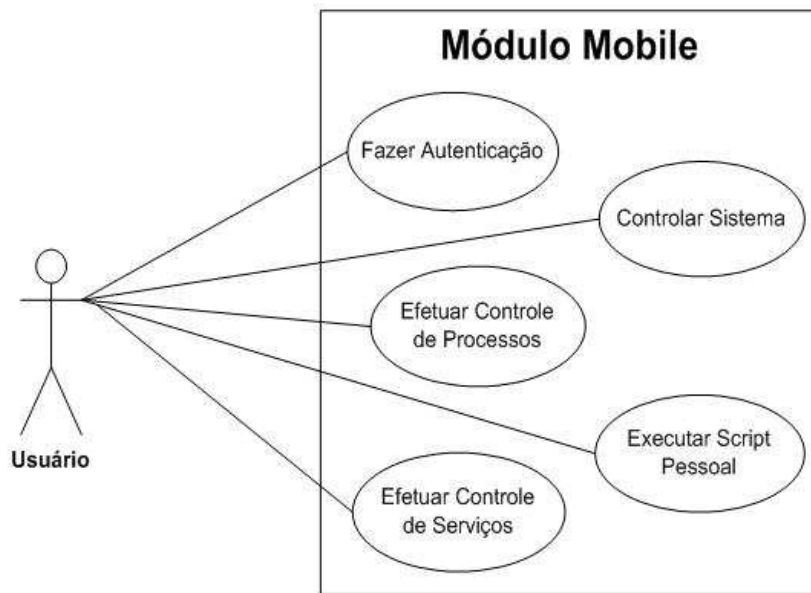 Módulo Mobile
Fazer Autenticação
Controlar Sistema
Efetuar Controle
de Processos
Executar Script
Pessoal
Usuário
Efetuar Controle
de Serviços